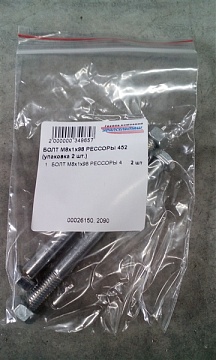 2 000000 349657
БОЛТ М8х1х98 РЕССОРЫ 452
(упаковка 2 шт.)
1. БОЛТ М8х1х98 РЕССОРЫ 4 2 шт
00026150, 2090